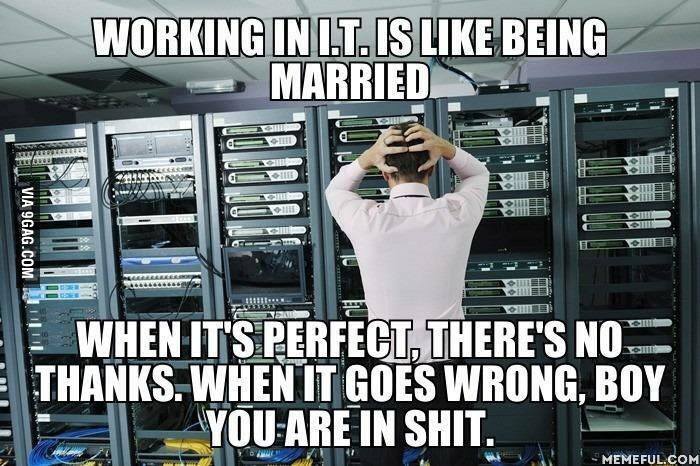 WORKING IN I.T. IS LIKE BEING
MARRIED
VIA 9GAG.COM
WHEN IT'S PERFECT, THERE'S NO
THANKS. WHEN IT GOES WRONG, BOY
YOU ARE IN SHIT.
MEMEFUL.COM